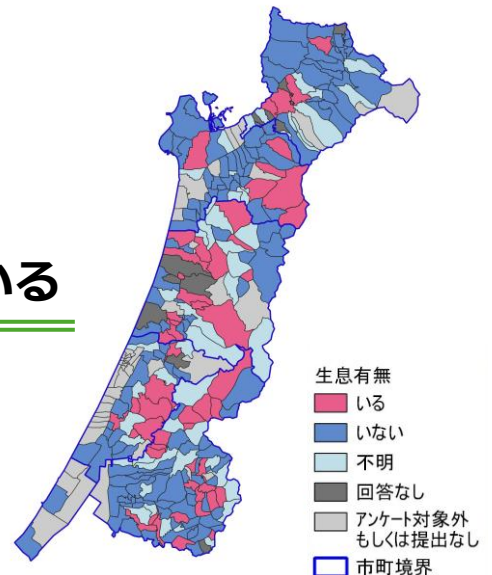 いる
生息有無
いる
いない
不明
回答なし
アンケート対象外
もしくは提出なし
市町境界